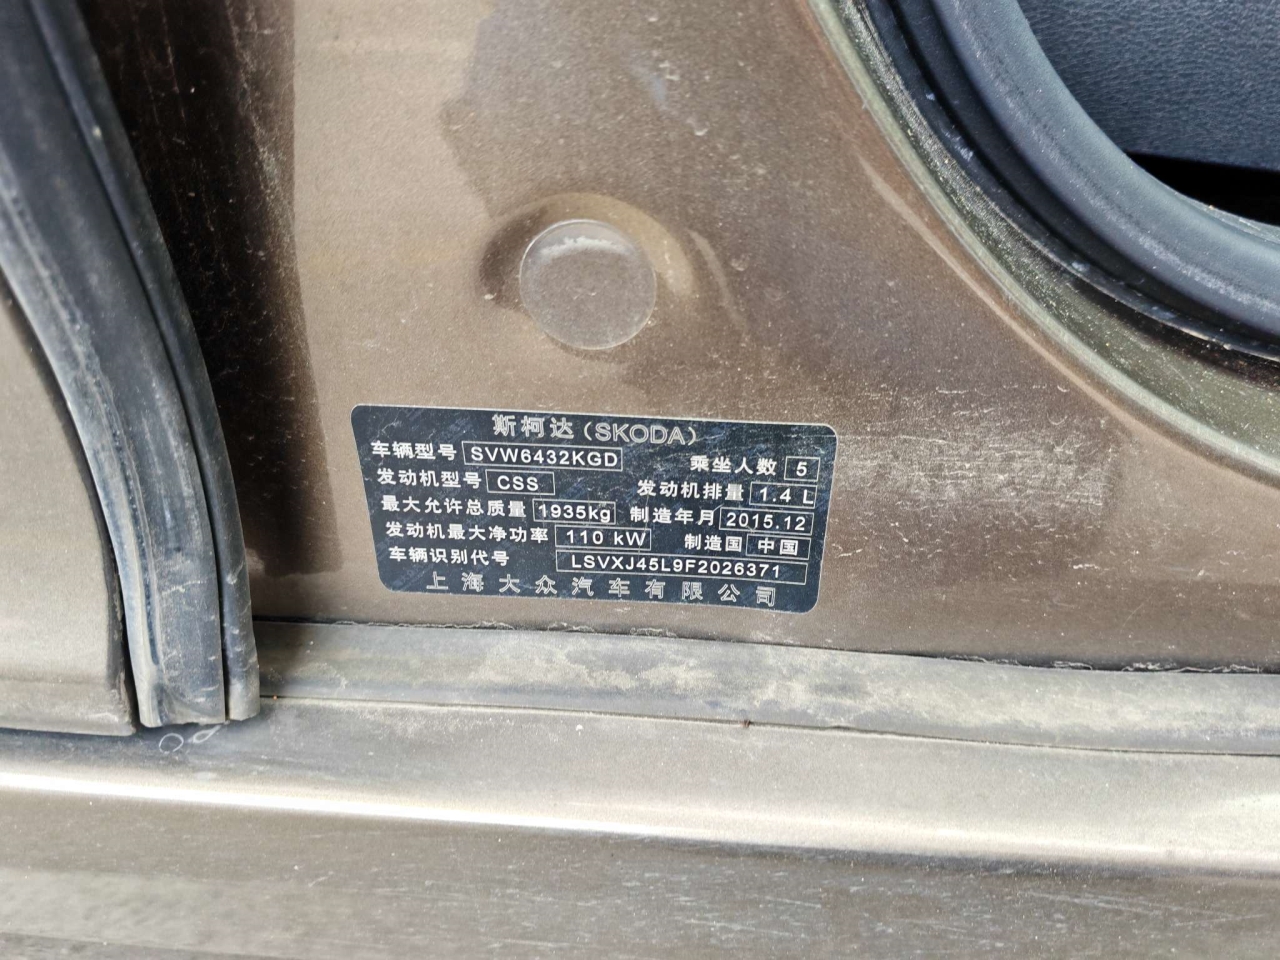 斯柯达(SKODA)
车辆型号 SVW6432KGD 乘坐人数 5
发动机型号 CSS 发动机排量 1.4 L
最大允许总质量 1935kg 制造年月 2015.12
发动机最大净功率 110 kW 制造国 中国
车辆识别代号 LSVXJ45L9F2026371
上海大众汽车有限公司